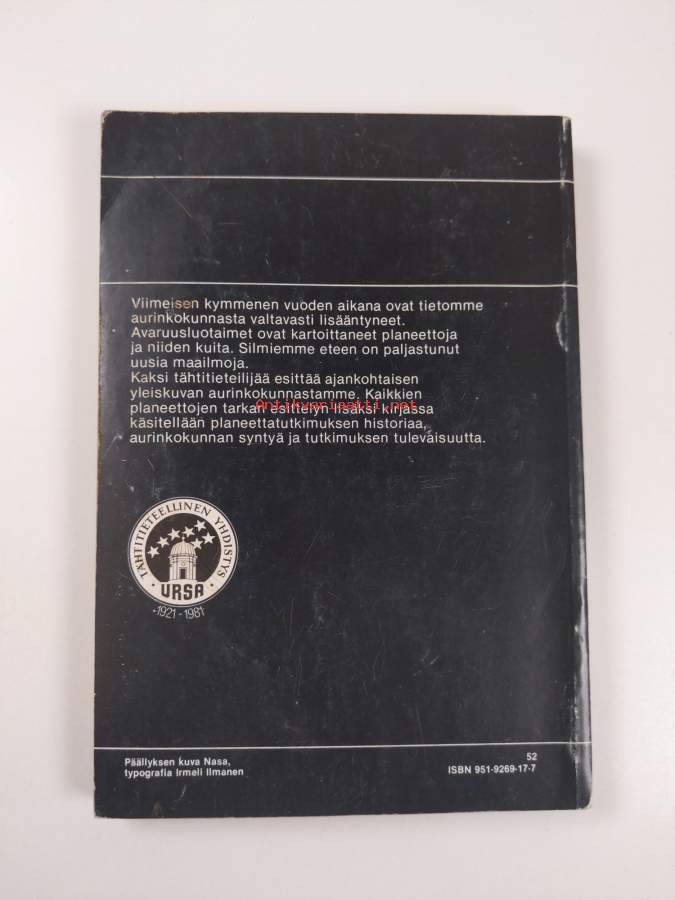 Viimeisen kymmenen vuoden aikana ovat tietomme
aurinkokunnasta valtavasti lisääntyneet.
Avaruusluotaimet ovat kartoittaneet planeettoja
ja niiden kuita. Silmiemme eteen on paljastunut
uusia maailmoja.
Kaksi tähtitieteilijää esittää ajankohtaisen
yleiskuvan aurinkokunnastamme. Kaikkien
planeettojen tarkan esittelyn lisäksi kirjassa
Antikvariaatti.net
käsitellään planeettatutkimuksen historiaa,
aurinkokunnan syntyä ja tutkimuksen tulevaisuutta.
TÄHTITIETEELLINEN YHDISTYS
URSA
-1921-1981-
Päällyksen kuva Nasa,
typografia Irmeli Ilmanen
52
ISBN 951-9269-17-7